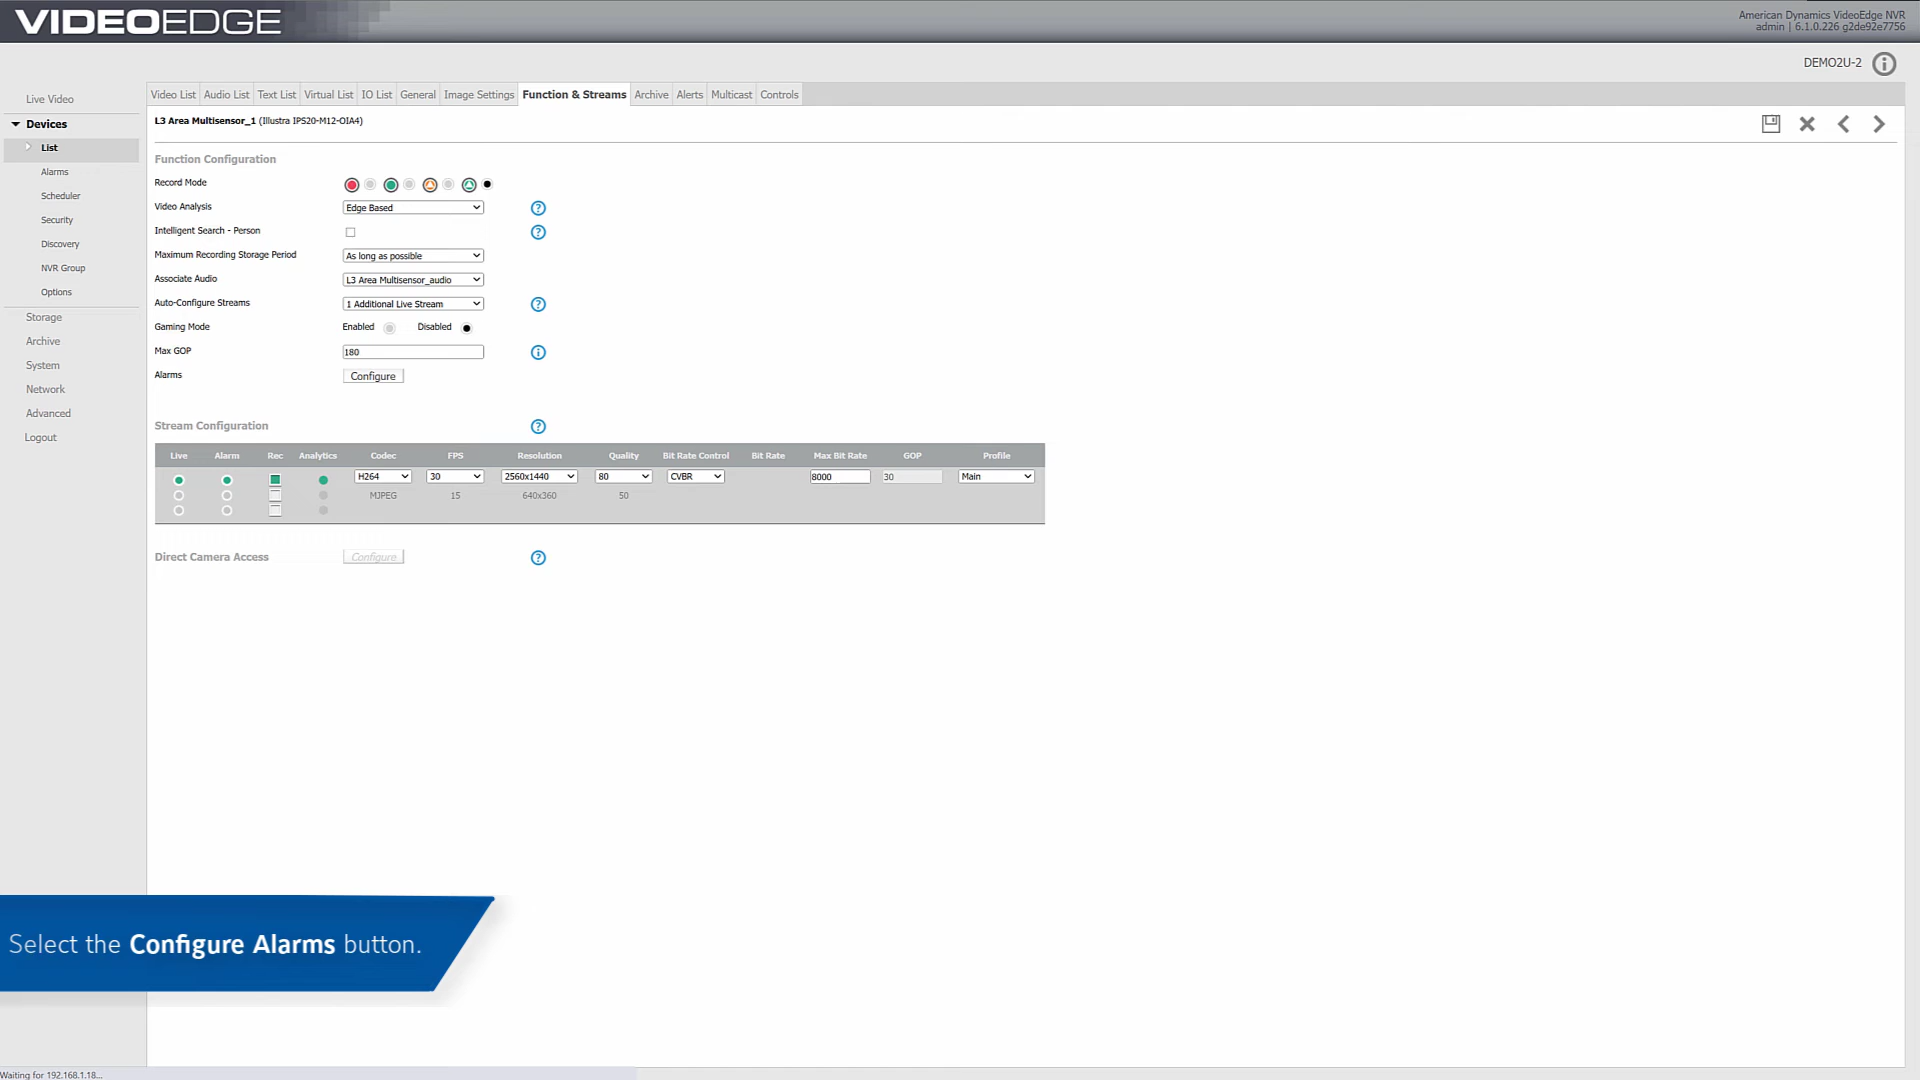 VIDEOEDGE
American Dynamics VideoEdge NVR
admin | 6.1.0.226 g2de92e7756
DEMO2U-2
Live Video
Devices
List
Alarms
Scheduler
Security
Discovery
NVR Group
Options
Storage
Archive
System
Network
Advanced
Logout
Video List Audio List Text List Virtual List IO List General Image Settings Function & Streams Archive Alerts Multicast Controls
L3 Area Multisensor_1 (Illustra IPS20-M12-OIA4)
Function Configuration
Record Mode
Video Analysis Edge Based
Intelligent Search - Person
Maximum Recording Storage Period As long as possible
Associate Audio L3 Area Multisensor_audio
Auto-Configure Streams 1 Additional Live Stream
Gaming Mode Enabled Disabled
Max GOP 180
Alarms Configure
Stream Configuration
Live Alarm Rec Analytics Codec FPS Resolution Quality Bit Rate Control Bit Rate Max Bit Rate GOP Profile
H264 30 2560x1440 80 CVBR 8000 30 Main
MJPEG 15 640x360 50
Direct Camera Access Configure
Select the Configure Alarms button.
Waiting for 192.168.1.18...